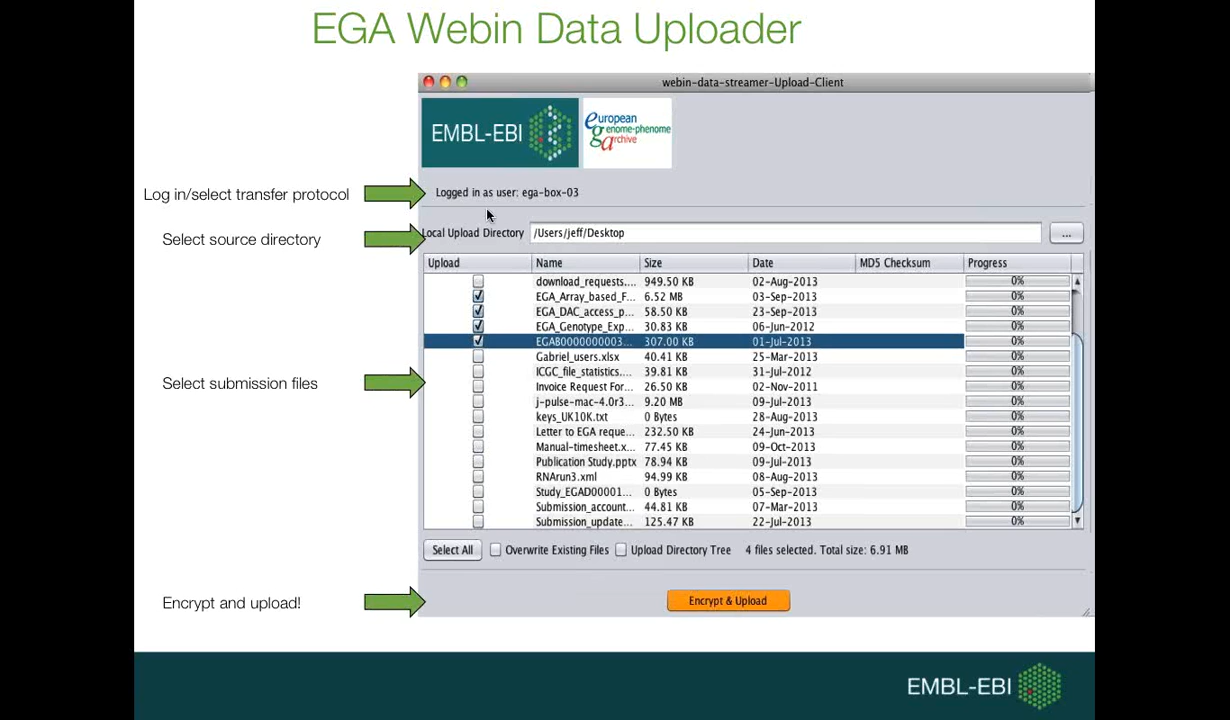 EGA Webin Data Uploader
webin-data-streamer-Upload-Client
EMBL-EBI
european
genome-phenome
archive
Log in/select transfer protocol
Logged in as user: ega-box-03
Select source directory
Local Upload Directory /Users/jeff/Desktop ...
Upload Name Size Date MD5 Checksum Progress
download_requests.... 949.50 KB 02-Aug-2013 0%
EGA_Array_based_F... 6.52 MB 03-Sep-2013 0%
EGA_DAC_access_p... 58.50 KB 23-Sep-2013 0%
EGA_Genotype_Exp... 30.83 KB 06-Jun-2012 0%
EGAB0000000003... 307.00 KB 01-Jul-2013 0%
Gabriel_users.xlsx 40.41 KB 25-Mar-2013 0%
ICGC_file_statistics.... 39.81 KB 31-Jul-2012 0%
Invoice Request For... 26.50 KB 02-Nov-2011 0%
j-pulse-mac-4.0r3... 9.20 MB 09-Jul-2013 0%
keys_UK10K.txt 0 Bytes 28-Aug-2013 0%
Letter to EGA reque... 232.50 KB 24-Jun-2013 0%
Manual-timesheet.x... 77.45 KB 09-Oct-2013 0%
Publication Study.pptx 78.94 KB 09-Jul-2013 0%
RNArun3.xml 94.99 KB 08-Aug-2013 0%
Study_EGAD00001... 0 Bytes 05-Sep-2013 0%
Submission_account... 44.81 KB 07-Mar-2013 0%
Submission_update... 125.47 KB 22-Jul-2013 0%
Select submission files
Select All Overwrite Existing Files Upload Directory Tree 4 files selected. Total size: 6.91 MB
Encrypt and upload!
Encrypt & Upload
EMBL-EBI